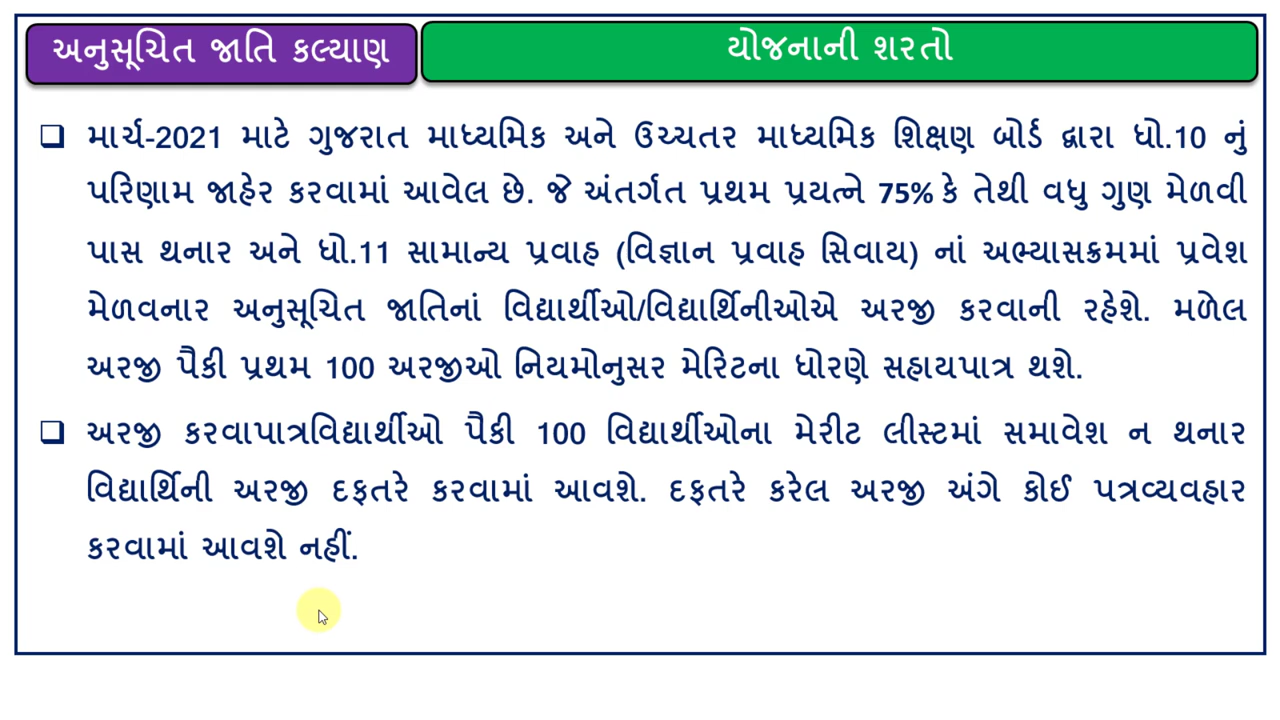 અનુસૂચિત જાતિ કલ્યાણ
યોજનાની શરતો
માર્ચ-2021 માટે ગુજરાત માધ્યમિક અને ઉચ્ચતર માધ્યમિક શિક્ષણ બોર્ડ દ્વારા ધો.10 નું
પરિણામ જાહેર કરવામાં આવેલ છે. જે અંતર્ગત પ્રથમ પ્રયત્ને 75% કે તેથી વધુ ગુણ મેળવી
પાસ થનાર અને ધો.11 સામાન્ય પ્રવાહ (વિજ્ઞાન પ્રવાહ સિવાય) નાં અભ્યાસક્રમમાં પ્રવેશ
મેળવનાર અનુસૂચિત જાતિનાં વિદ્યાર્થીઓ/વિદ્યાર્થિનીઓએ અરજી કરવાની રહેશે. મળેલ
અરજી પૈકી પ્રથમ 100 અરજીઓ નિયમોનુસર મેરિટના ધોરણે સહાયપાત્ર થશે.
અરજી કરવાપાત્રવિદ્યાર્થીઓ પૈકી 100 વિદ્યાર્થીઓના મેરીટ લીસ્ટમાં સમાવેશ ન થનાર
વિદ્યાર્થિની અરજી દફતરે કરવામાં આવશે. દફતરે કરેલ અરજી અંગે કોઈ પત્રવ્યવહાર
કરવામાં આવશે નહીં.